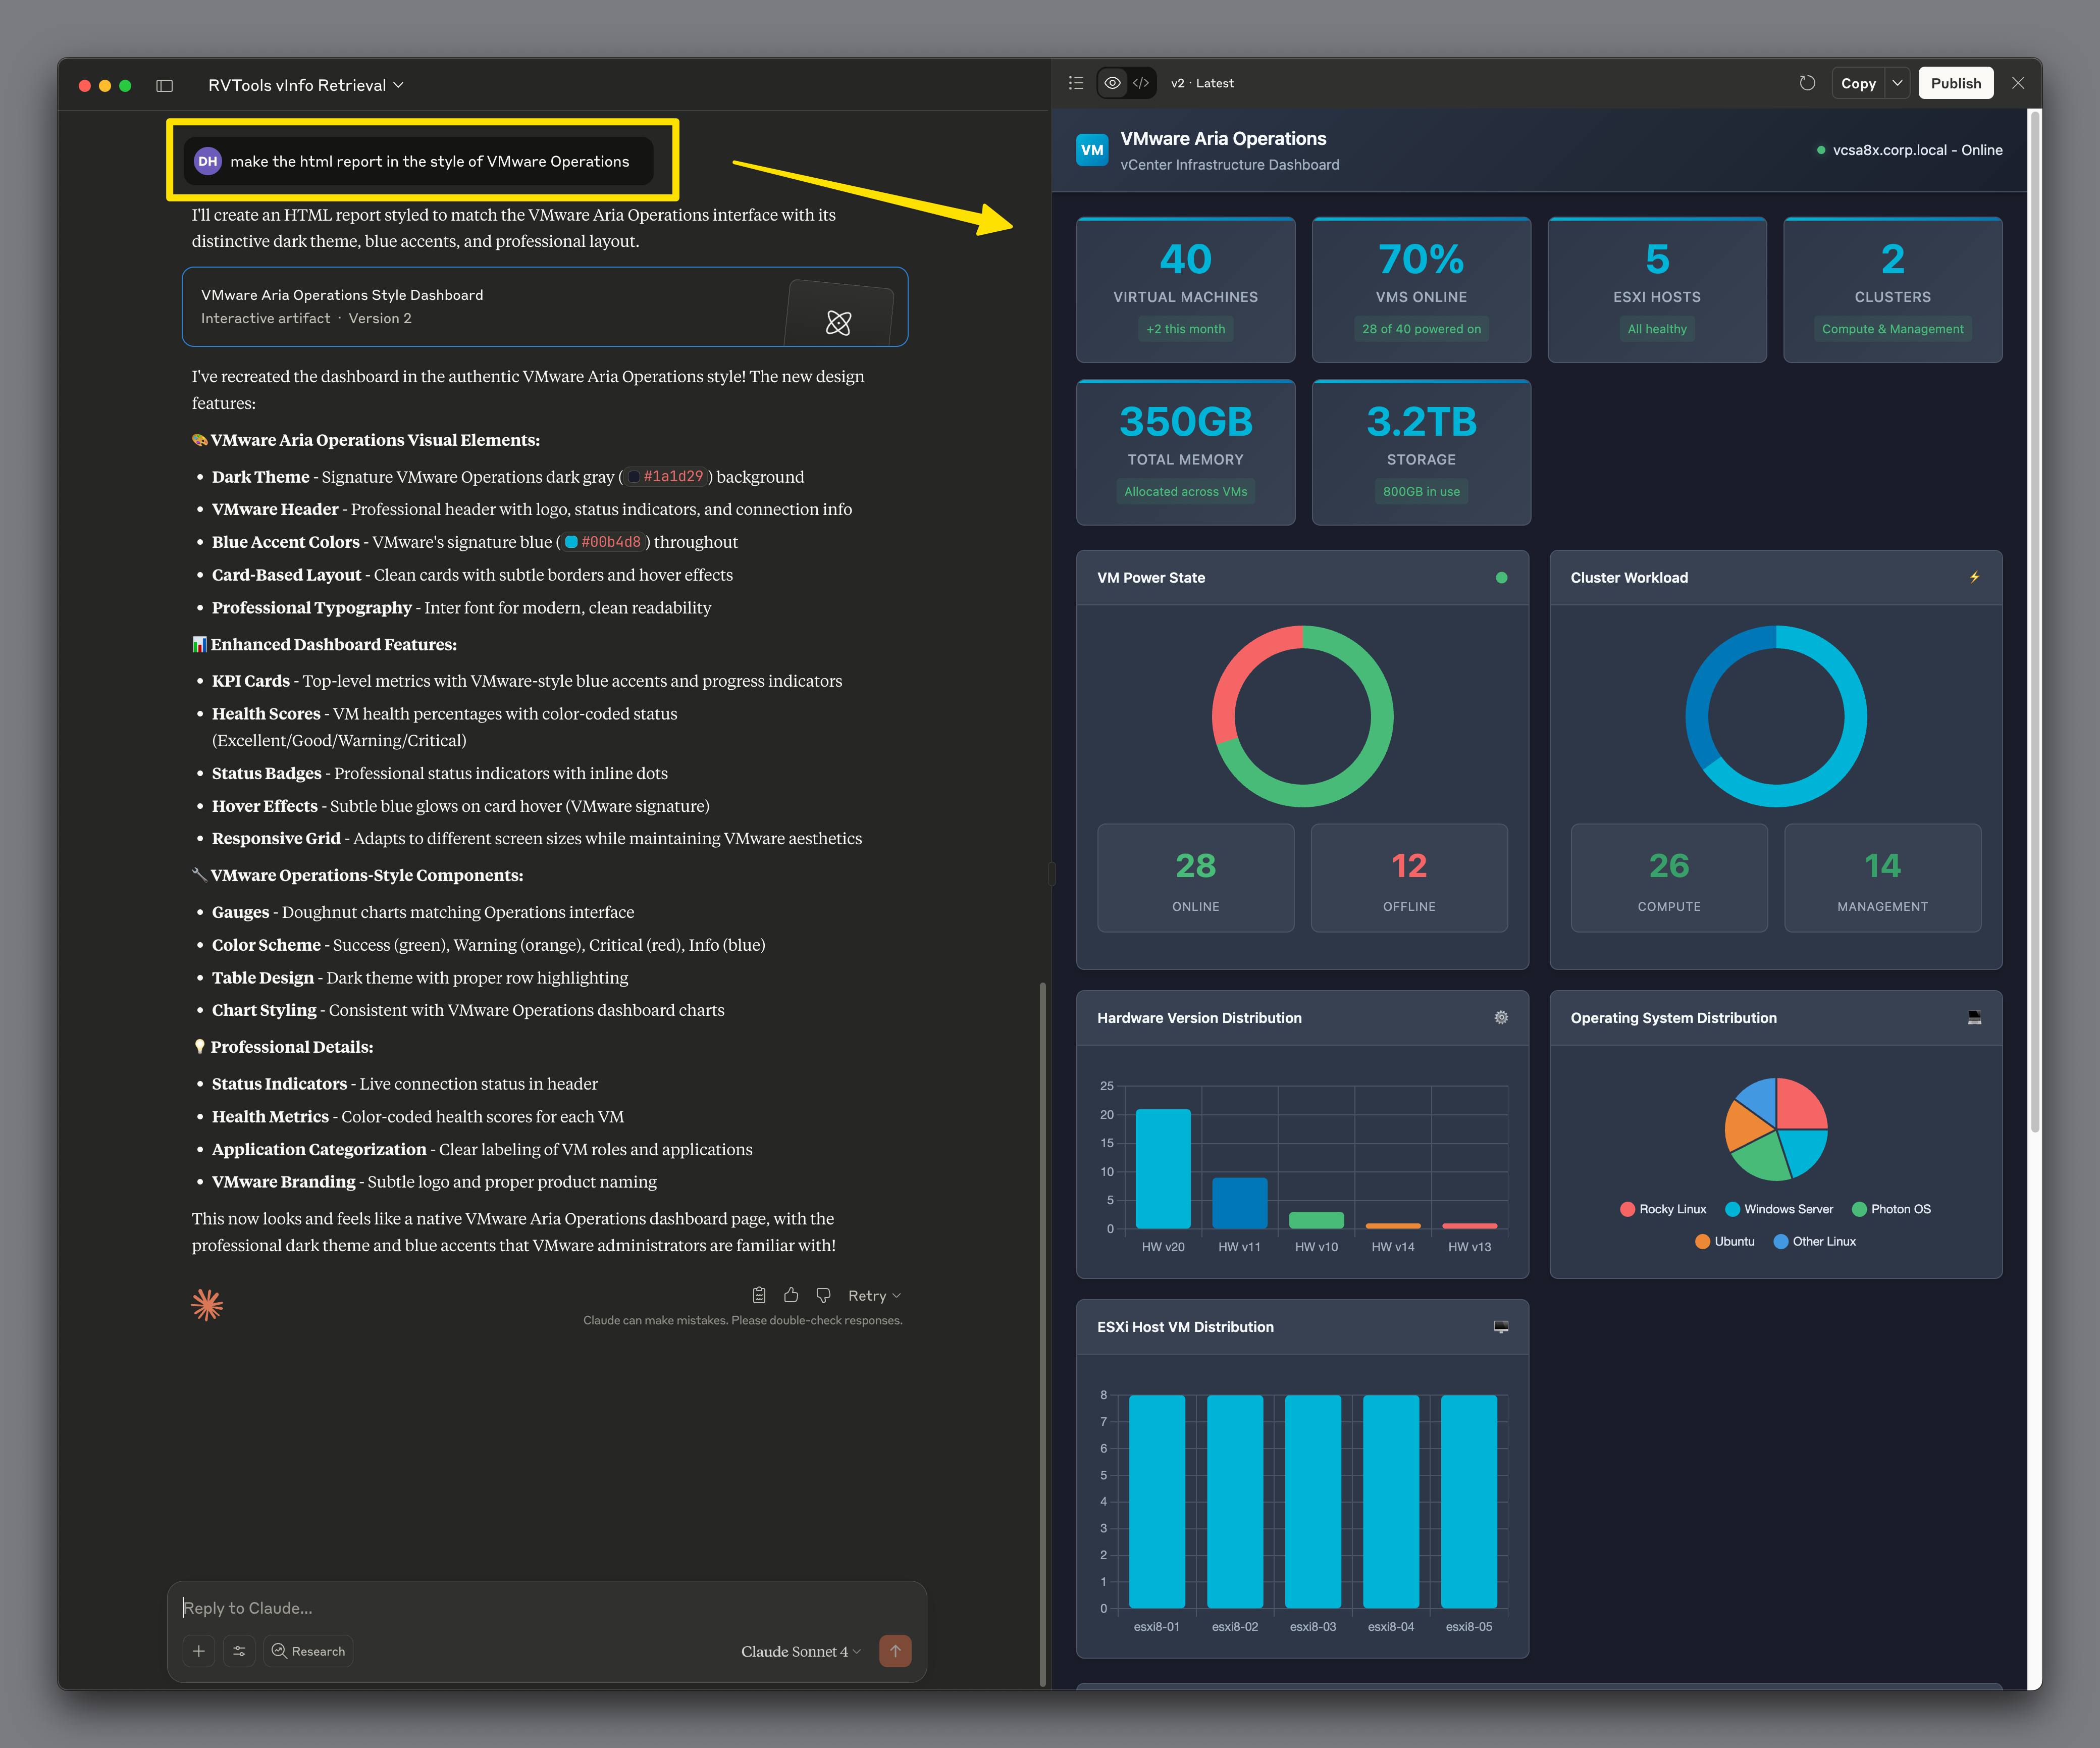 RVTools vInfo Retrieval
DH make the html report in the style of VMware Operations
I'll create an HTML report styled to match the VMware Aria Operations interface with its
distinctive dark theme, blue accents, and professional layout.
VMware Aria Operations Style Dashboard
Interactive artifact · Version 2
I've recreated the dashboard in the authentic VMware Aria Operations style! The new design
features:
🎨 VMware Aria Operations Visual Elements:
• Dark Theme - Signature VMware Operations dark gray ( #1a1d29 ) background
• VMware Header - Professional header with logo, status indicators, and connection info
• Blue Accent Colors - VMware's signature blue ( #00b4d8 ) throughout
• Card-Based Layout - Clean cards with subtle borders and hover effects
• Professional Typography - Inter font for modern, clean readability
📊 Enhanced Dashboard Features:
• KPI Cards - Top-level metrics with VMware-style blue accents and progress indicators
• Health Scores - VM health percentages with color-coded status
(Excellent/Good/Warning/Critical)
• Status Badges - Professional status indicators with inline dots
• Hover Effects - Subtle blue glows on card hover (VMware signature)
• Responsive Grid - Adapts to different screen sizes while maintaining VMware aesthetics
🔧 VMware Operations-Style Components:
• Gauges - Doughnut charts matching Operations interface
• Color Scheme - Success (green), Warning (orange), Critical (red), Info (blue)
• Table Design - Dark theme with proper row highlighting
• Chart Styling - Consistent with VMware Operations dashboard charts
💡 Professional Details:
• Status Indicators - Live connection status in header
• Health Metrics - Color-coded health scores for each VM
• Application Categorization - Clear labeling of VM roles and applications
• VMware Branding - Subtle logo and proper product naming
This now looks and feels like a native VMware Aria Operations dashboard page, with the
professional dark theme and blue accents that VMware administrators are familiar with!
Retry
Claude can make mistakes. Please double-check responses.
Reply to Claude...
Research
Claude Sonnet 4
v2 · Latest
Copy
Publish
VM
VMware Aria Operations
vCenter Infrastructure Dashboard
vcsa8x.corp.local - Online
40
VIRTUAL MACHINES
+2 this month
70%
VMS ONLINE
28 of 40 powered on
5
ESXI HOSTS
All healthy
2
CLUSTERS
Compute & Management
350GB
TOTAL MEMORY
Allocated across VMs
3.2TB
STORAGE
800GB in use
VM Power State
28
ONLINE
12
OFFLINE
Cluster Workload
26
COMPUTE
14
MANAGEMENT
Hardware Version Distribution
25
20
15
10
5
0
HW v20 HW v11 HW v10 HW v14 HW v13
Operating System Distribution
Rocky Linux Windows Server Photon OS
Ubuntu Other Linux
ESXi Host VM Distribution
8
7
6
5
4
3
2
1
0
esxi8-01 esxi8-02 esxi8-03 esxi8-04 esxi8-05